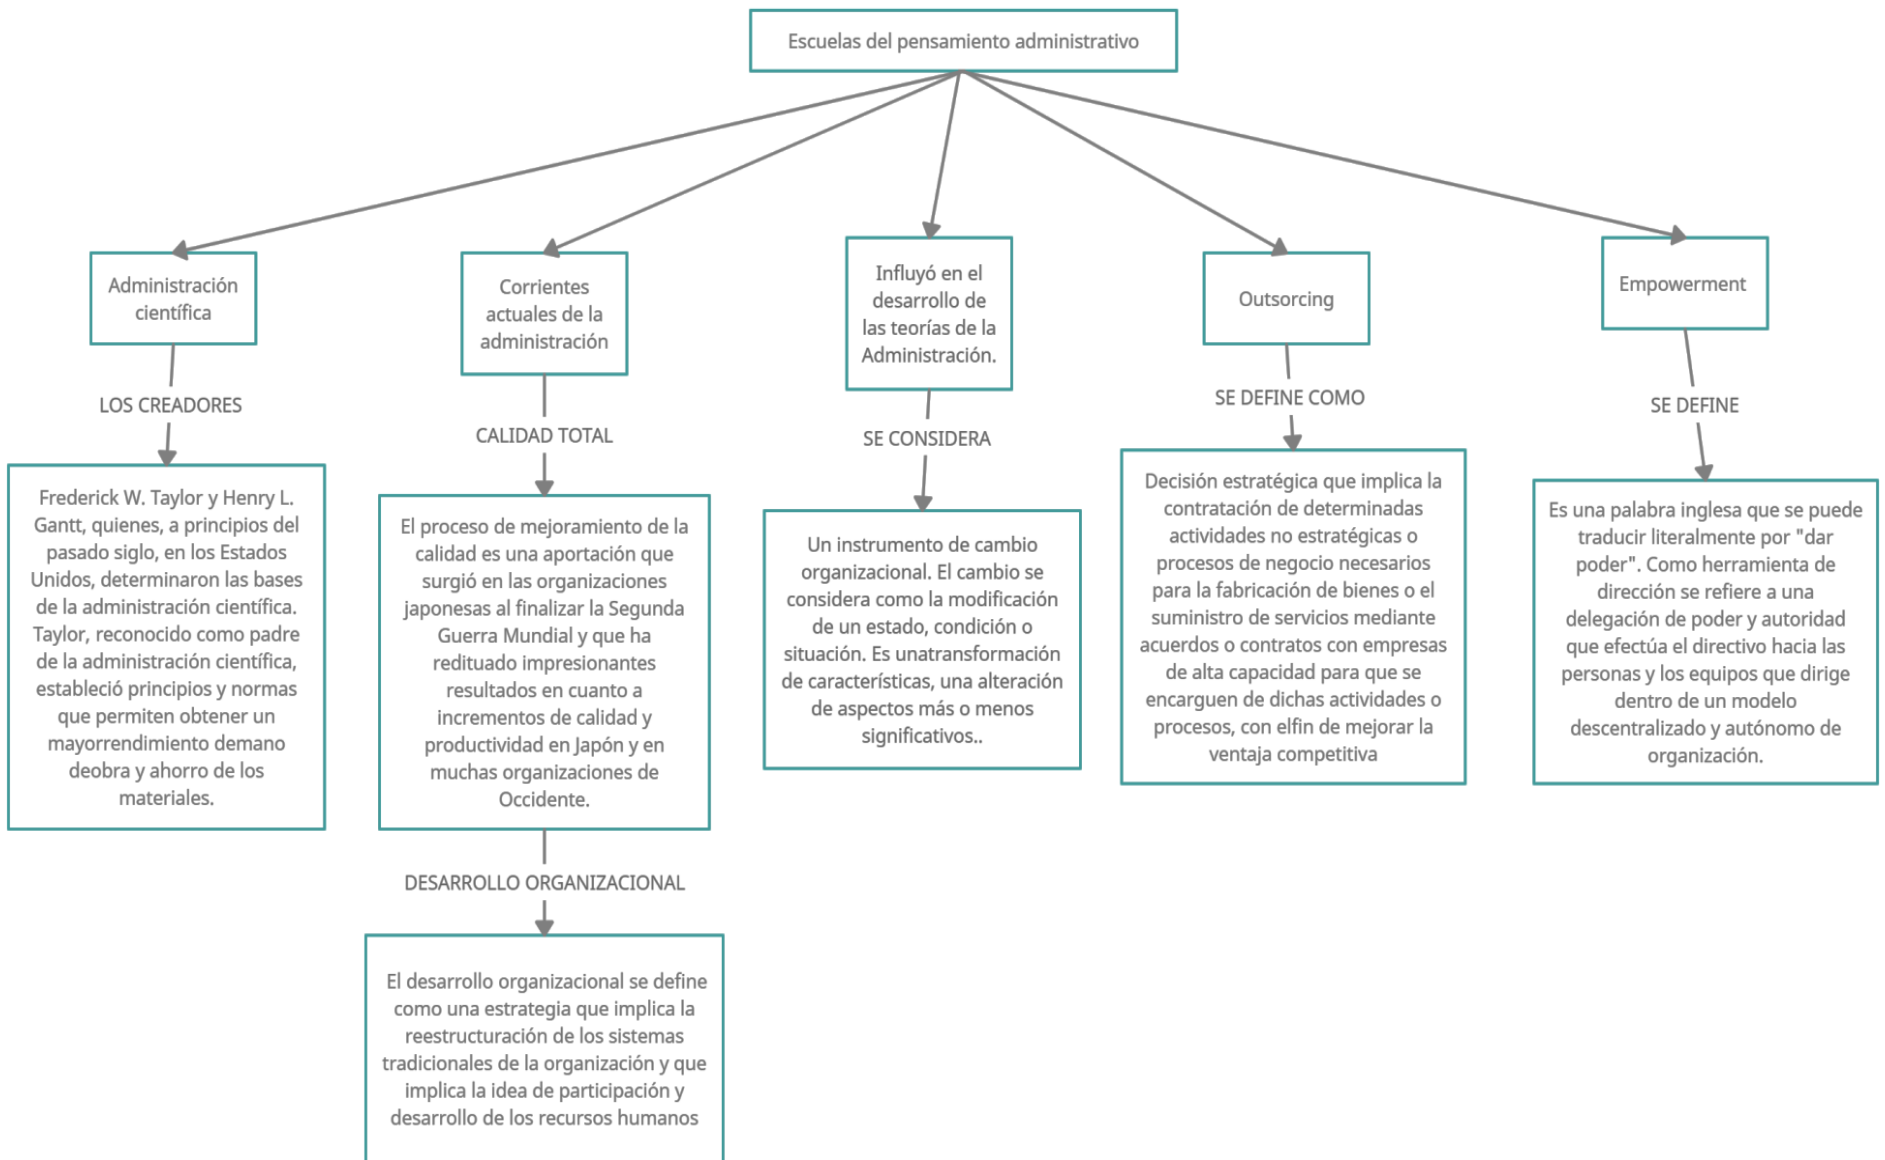 Escuelas del pensamiento administrativo
Administración
científica
LOS CREADORES
Frederick W. Taylor y Henry L.
Gantt, quienes, a principios del
pasado siglo, en los Estados
Unidos, determinaron las bases
de la administración científica.
Taylor, reconocido como padre
de la administración científica,
estableció principios y normas
que permiten obtener un
mayorrendimiento demano
deobra y ahorro de los
materiales.
Corrientes
actuales de la
administración
CALIDAD TOTAL
El proceso de mejoramiento de la
calidad es una aportación que
surgió en las organizaciones
japonesas al finalizar la Segunda
Guerra Mundial y que ha
redituado impresionantes
resultados en cuanto a
incrementos de calidad y
productividad en Japón y en
muchas organizaciones de
Occidente.
DESARROLLO ORGANIZACIONAL
El desarrollo organizacional se define
como una estrategia que implica la
reestructuración de los sistemas
tradicionales de la organización y que
implica la idea de participación y
desarrollo de los recursos humanos
Influyó en el
desarrollo de
las teorías de la
Administración.
SE CONSIDERA
Un instrumento de cambio
organizacional. El cambio se
considera como la modificación
de un estado, condición o
situación. Es unatransformación
de características, una alteración
de aspectos más o menos
significativos..
Outsorcing
SE DEFINE COMO
Decisión estratégica que implica la
contratación de determinadas
actividades no estratégicas o
procesos de negocio necesarios
para la fabricación de bienes o el
suministro de servicios mediante
acuerdos o contratos con empresas
de alta capacidad para que se
encarguen de dichas actividades o
procesos, con elfin de mejorar la
ventaja competitiva
Empowerment
SE DEFINE
Es una palabra inglesa que se puede
traducir literalmente por "dar
poder". Como herramienta de
dirección se refiere a una
delegación de poder y autoridad
que efectúa el directivo hacia las
personas y los equipos que dirige
dentro de un modelo
descentralizado y autónomo de
organización.